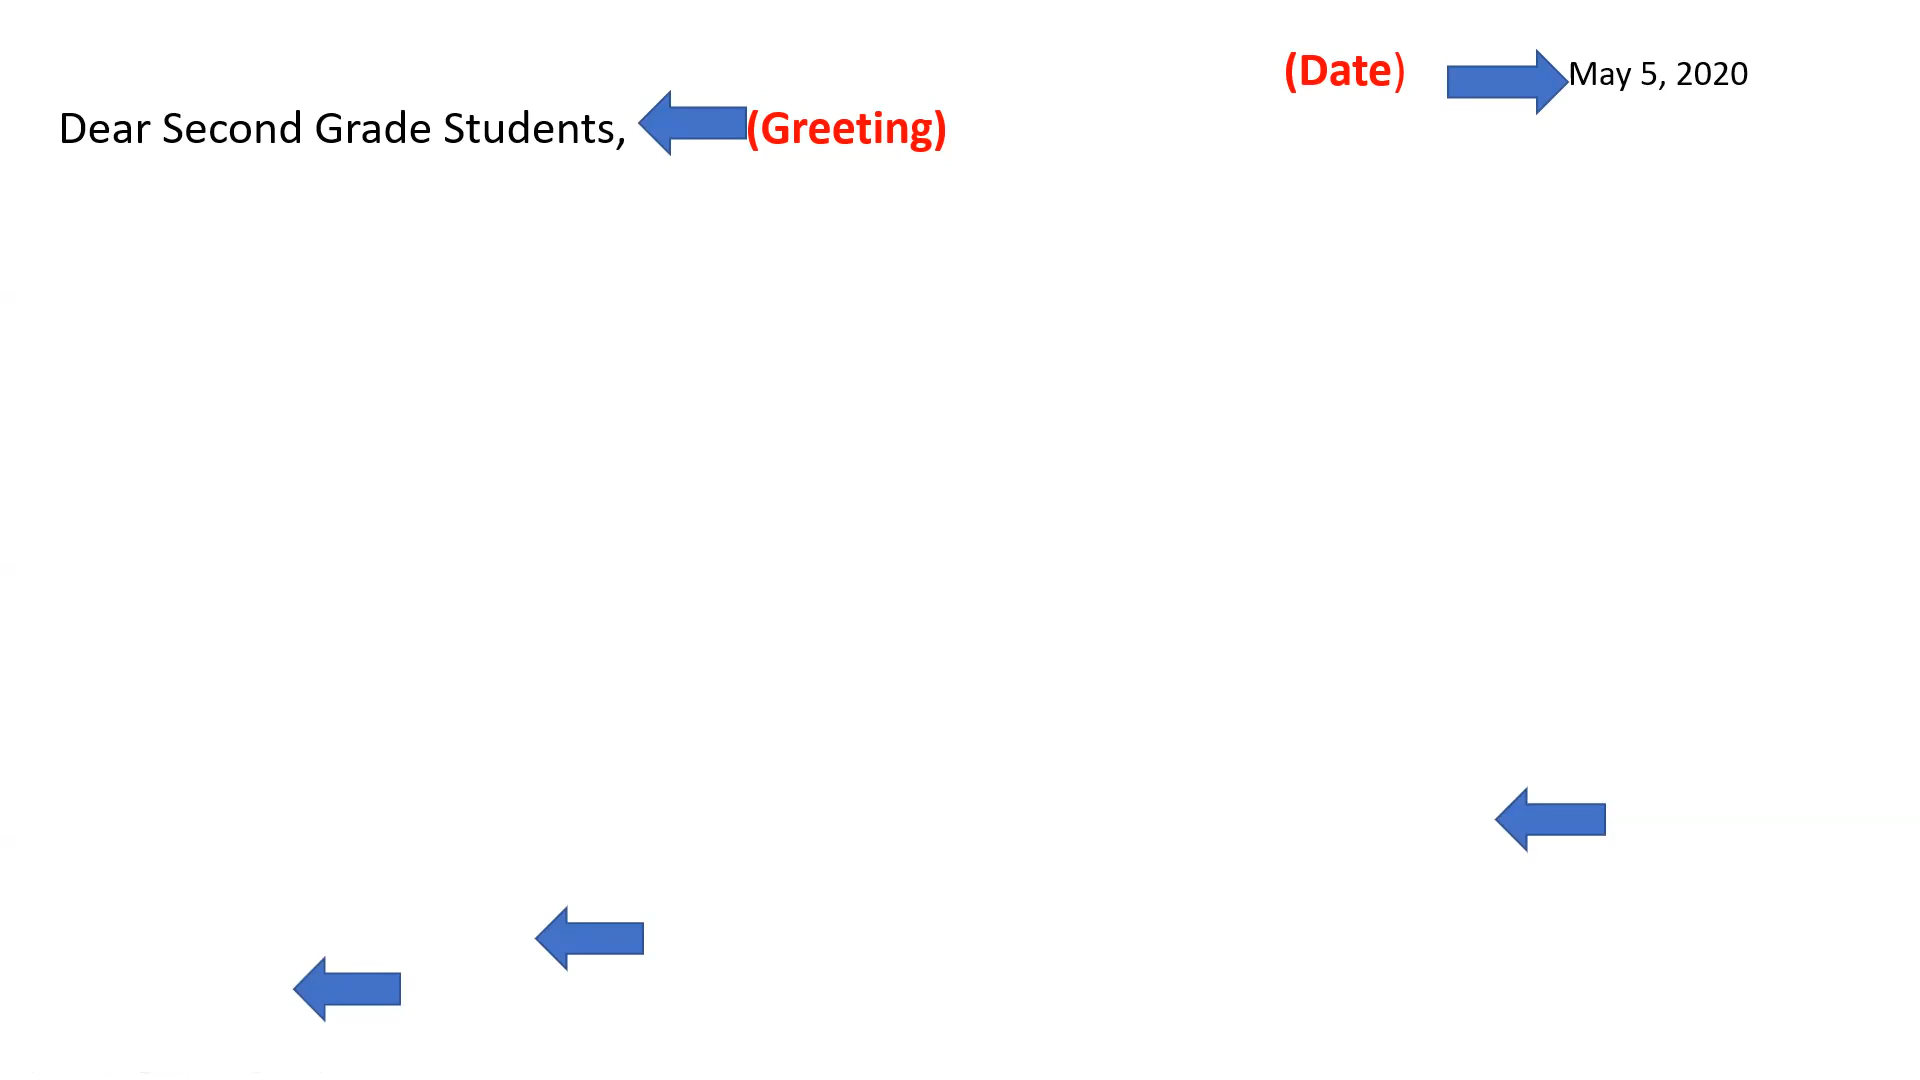 (Date) May 5, 2020
Dear Second Grade Students, (Greeting)